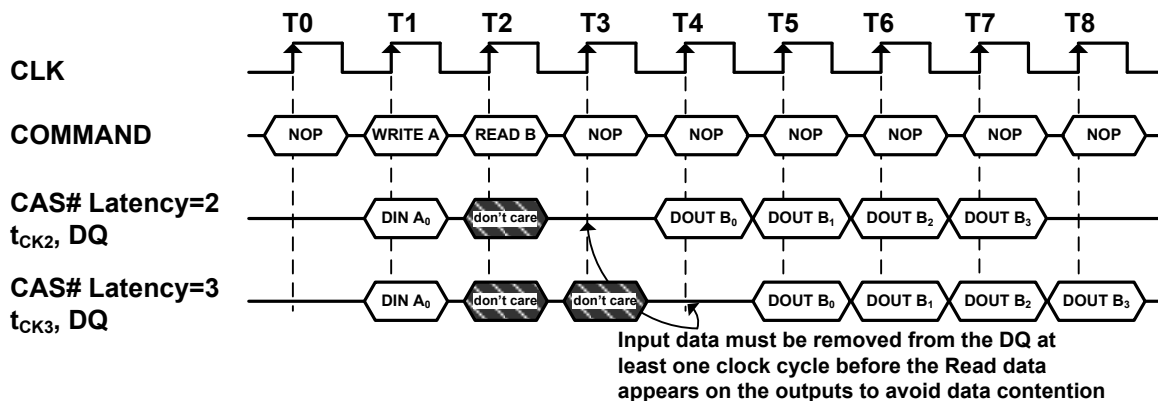 T0 T1 T2 T3 T4 T5 T6 T7 T8
CLK
COMMAND NOP WRITE A READ B NOP NOP NOP NOP NOP NOP
CAS# Latency=2
tCK2, DQ DIN A0 don't care DOUT B0 DOUT B1 DOUT B2 DOUT B3
CAS# Latency=3
tCK3, DQ DIN A0 don't care don't care DOUT B0 DOUT B1 DOUT B2 DOUT B3
Input data must be removed from the DQ at
least one clock cycle before the Read data
appears on the outputs to avoid data contention